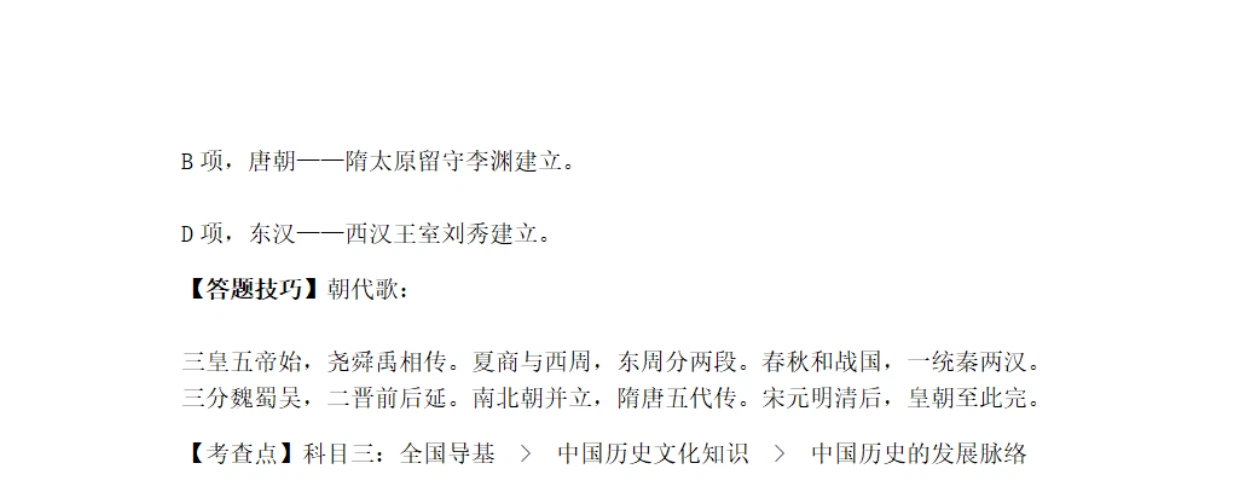 B 项，唐朝——隋太原留守李渊建立。
D 项，东汉——西汉王室刘秀建立。
【答题技巧】朝代歌：
三皇五帝始，尧舜禹相传。夏商与西周，东周分两段。春秋和战国，一统秦两汉。
三分魏蜀吴，二晋前后延。南北朝并立，隋唐五代传。宋元明清后，皇朝至此完。
【考查点】科目三：全国导基 > 中国历史文化知识 > 中国历史的发展脉络